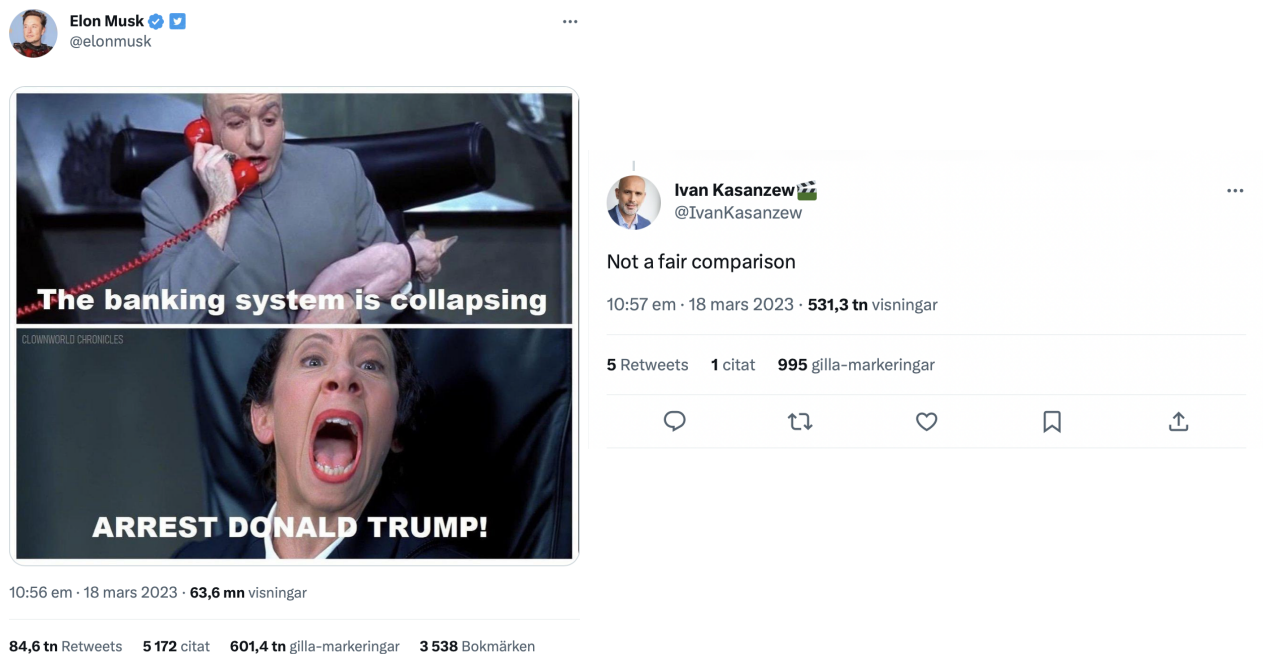 Elon Musk
@elonmusk
The banking system is collapsing
CLOWNWORLD CHRONICLES
ARREST DONALD TRUMP!
10:56 em · 18 mars 2023 · 63,6 mn visningar
84,6 tn Retweets 5 172 citat 601,4 tn gilla-markeringar 3 538 Bokmärken
Ivan Kasanzew🎬
@IvanKasanzew
Not a fair comparison
10:57 em · 18 mars 2023 · 531,3 tn visningar
5 Retweets 1 citat 995 gilla-markeringar